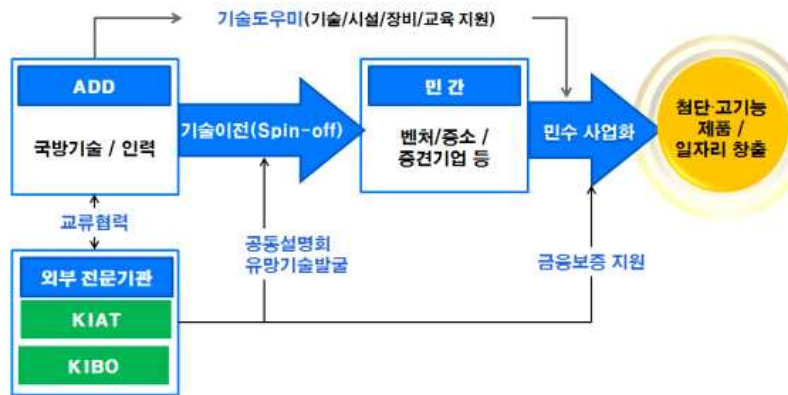 기술도우미(기술/시설/장비/교육 지원)
ADD
국방기술 / 인력
기술이전(Spin-off)
민 간
벤처/중소 /
중견기업 등
민수 사업화
첨단·고기능
제품 /
일자리 창출
교류협력
공동설명회
유망기술발굴
금융보증 지원
외부 전문기관
KIAT
KIBO